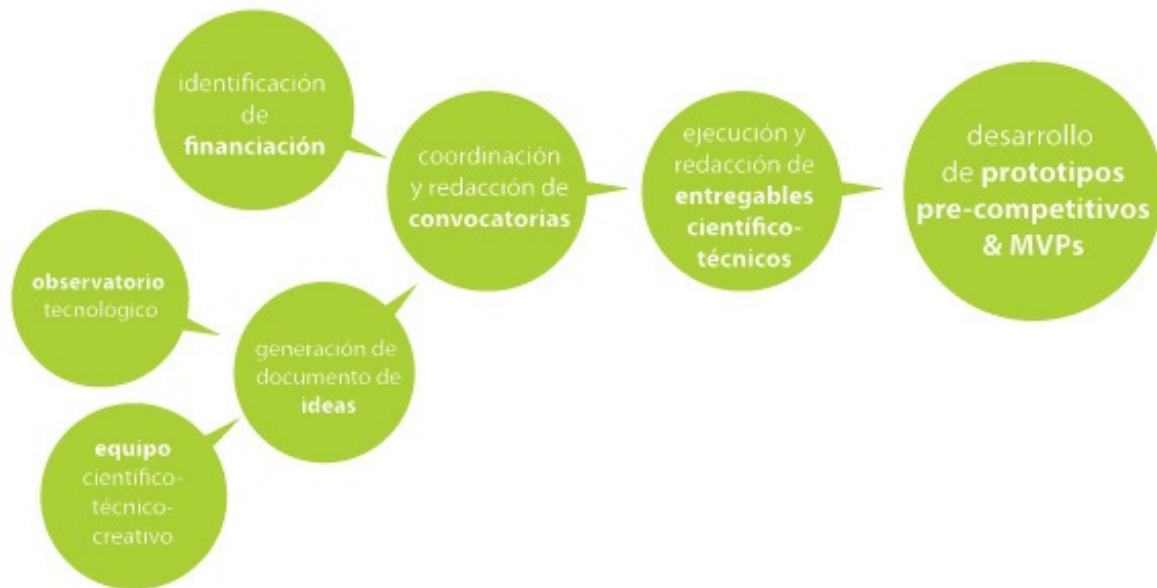 identificación
de
financiación
coordinación
y redacción de
convocatorias
ejecución y
redacción de
entregables
científico-
técnicos
desarrollo
de prototipos
pre-competitivos
& MVPs
observatorio
tecnológico
generación de
documento de
ideas
equipo
científico-
técnico-
creativo